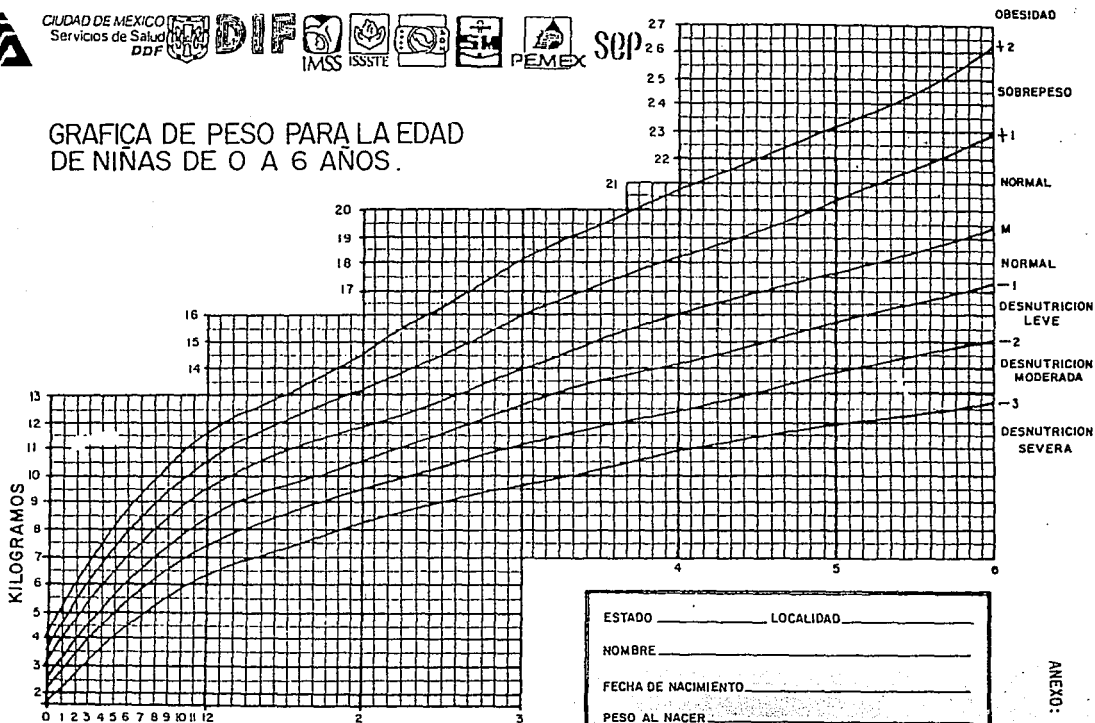 CIUDAD DE MEXICO
Servicios de Salud
DDF
DIF
IMSS
ISSSTE
SM
PEMEX
SEP
GRAFICA DE PESO PARA LA EDAD
DE NIÑAS DE 0 A 6 AÑOS.
KILOGRAMOS
27
26
25
24
23
22
21
20
19
18
17
16
15
14
13
12
11
10
9
8
7
6
5
4
3
2
0 1 2 3 4 5 6 7 8 9 10 11 12
2
3
4
5
6
OBESIDAD
+2
SOBREPESO
+1
NORMAL
M
NORMAL
-1
DESNUTRICION
LEVE
-2
DESNUTRICION
MODERADA
-3
DESNUTRICION
SEVERA
ESTADO LOCALIDAD
NOMBRE
FECHA DE NACIMIENTO
PESO AL NACER
ANEXO: